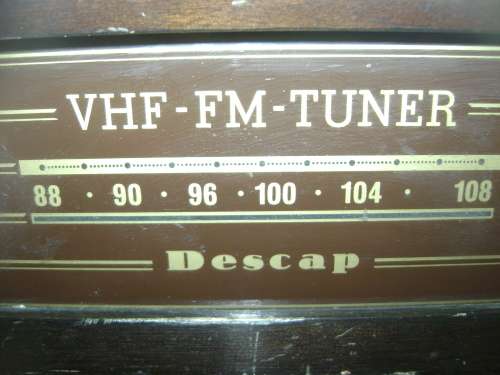 VHF-FM-TUNER
88 · 90 · 96 · 100 · 104 · 108
Descap